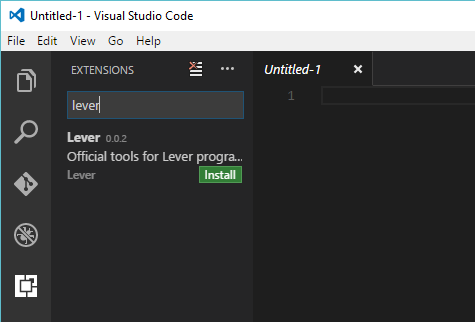 Untitled-1 - Visual Studio Code
File Edit View Go Help
EXTENSIONS
Untitled-1
1
lever
Lever 0.0.2
Official tools for Lever progra...
Lever
Install